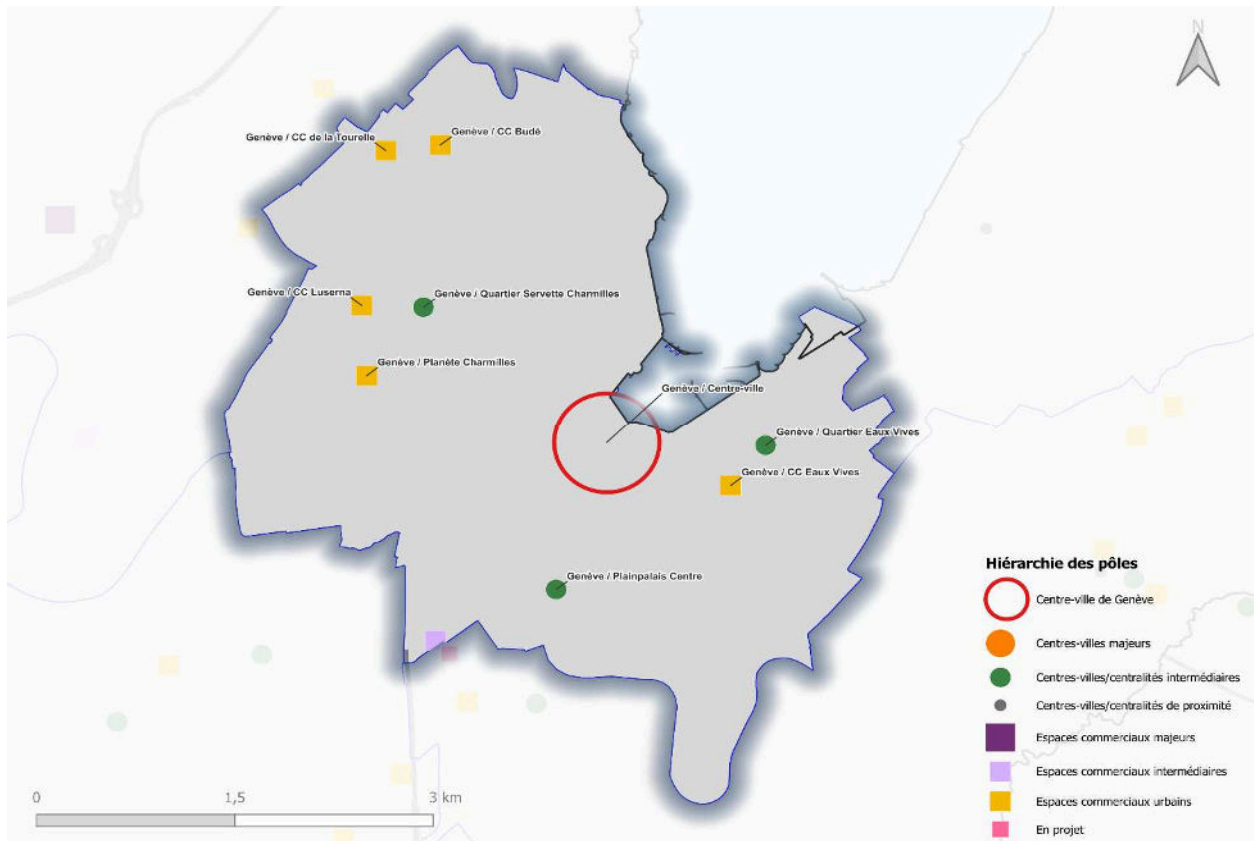 N
Genève / CC de la Tourelle
Genève / CC Budé
Genève / CC Luserna
Genève / Quartier Servette Charmilles
Genève / Planète Charmilles
Genève / Centre-ville
Genève / Quartier Eaux Vives
Genève / CC Eaux Vives
Genève / Plainpalais Centre
Hiérarchie des pôles
Centre-ville de Genève
Centres-villes majeurs
Centres-villes/centralités intermédiaires
Centres-villes/centralités de proximité
Espaces commerciaux majeurs
Espaces commerciaux intermédiaires
Espaces commerciaux urbains
En projet
0 1,5 3 km